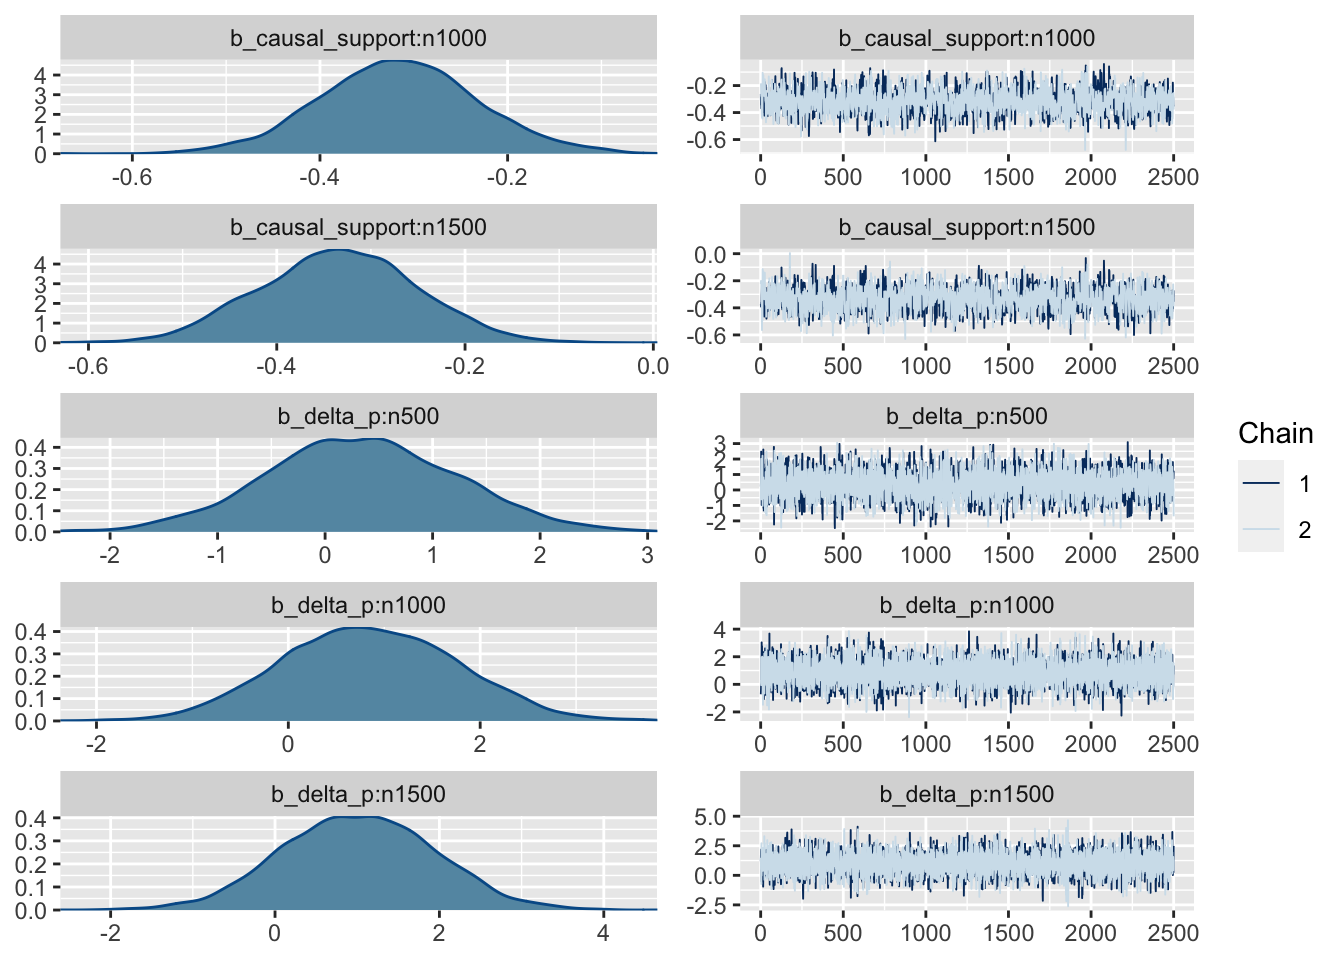 b_causal_support:n1000
4
3
2
1
0
-0.6 -0.4 -0.2
b_causal_support:n1000
-0.2
-0.4
-0.6
0 500 1000 1500 2000 2500
b_causal_support:n1500
4
3
2
1
0
-0.6 -0.4 -0.2 0.0
b_causal_support:n1500
0.0
-0.2
-0.4
-0.6
0 500 1000 1500 2000 2500
b_delta_p:n500
0.4
0.3
0.2
0.1
0.0
-2 -1 0 1 2 3
b_delta_p:n500
3
2
1
0
-1
-2
0 500 1000 1500 2000 2500
b_delta_p:n1000
0.4
0.3
0.2
0.1
0.0
-2 0 2
b_delta_p:n1000
4
2
0
-2
0 500 1000 1500 2000 2500
b_delta_p:n1500
0.4
0.3
0.2
0.1
0.0
-2 0 2 4
b_delta_p:n1500
5.0
2.5
0.0
-2.5
0 500 1000 1500 2000 2500
Chain
1
2